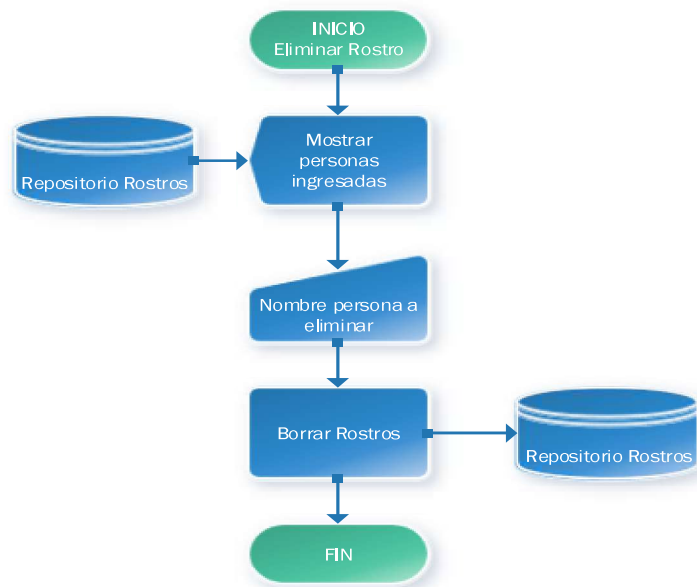 INICIO
Eliminar Rostro
Mostrar
personas
ingresadas
Repositorio Rostros
Nombre persona a
eliminar
Borrar Rostros
Repositorio Rostros
FIN